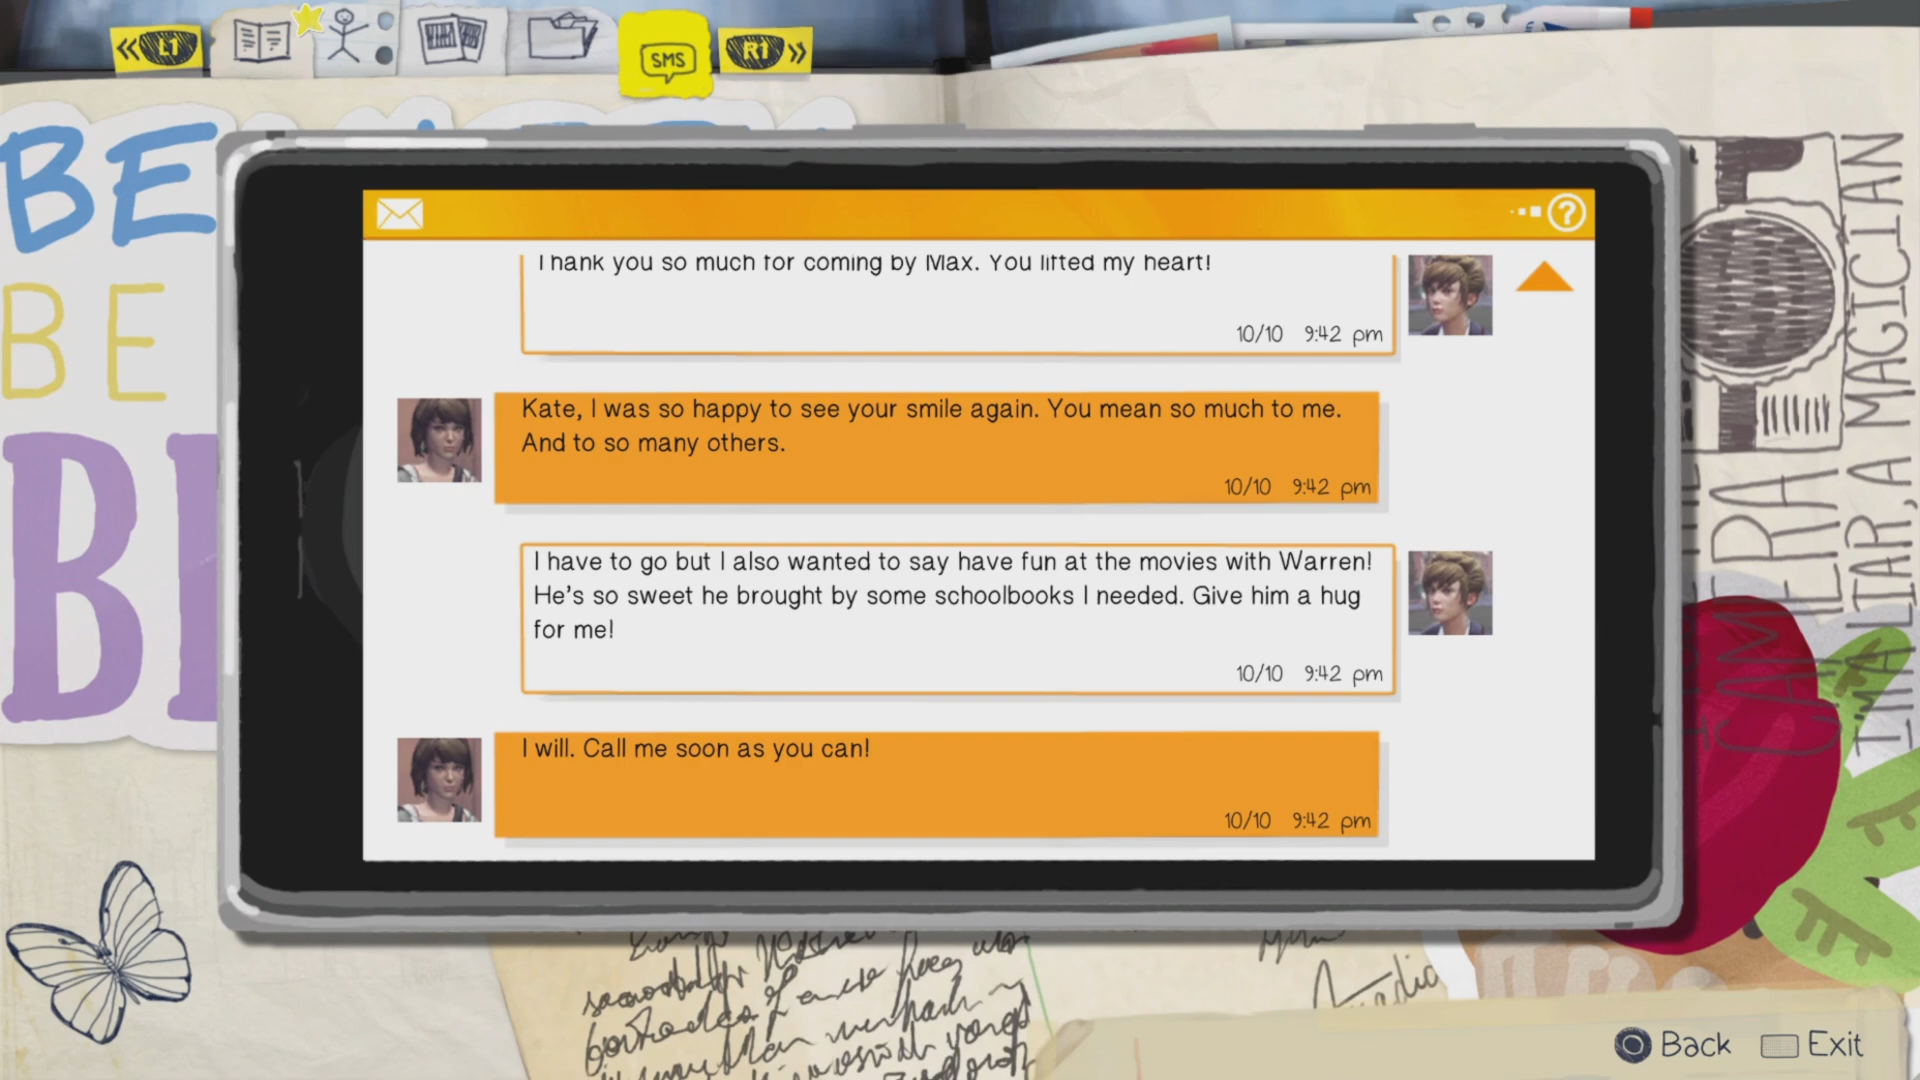 L1
SMS
R1
BE
BE
Thank you so much for coming by Max. You lifted my heart!
10/10 9:42 pm
Kate, I was so happy to see your smile again. You mean so much to me.
And to so many others.
10/10 9:42 pm
I have to go but I also wanted to say have fun at the movies with Warren!
He's so sweet he brought by some schoolbooks I needed. Give him a hug
for me!
10/10 9:42 pm
I will. Call me soon as you can!
10/10 9:42 pm
CAMERA
LIAR, A MAGICIAN
Back
Exit